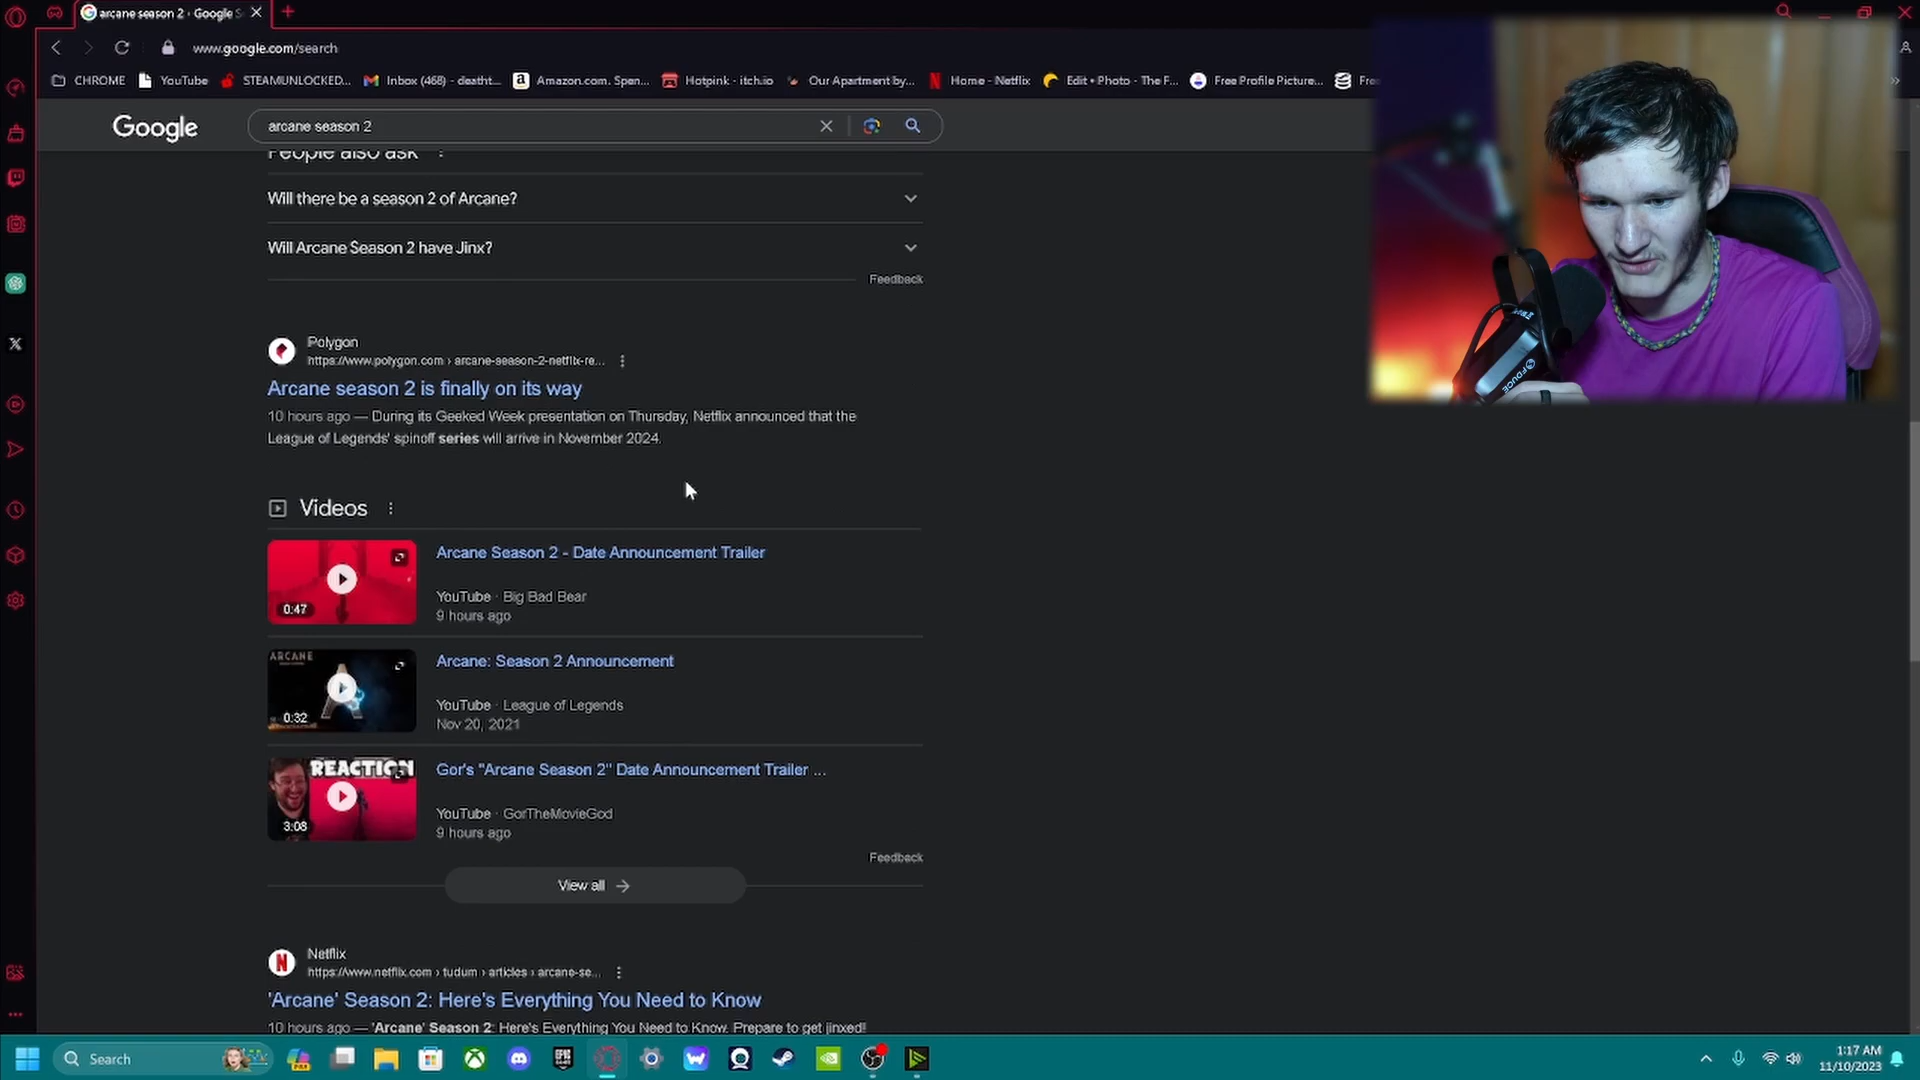 arcane season 2 - Google S
www.google.com/search
CHROME YouTube STEAMUNLOCKED... Inbox (468) - deatht... Amazon.com. Spen... Hotpink - itch.io Our Apartment by... Home - Netflix Edit • Photo - The F... Free Profile Picture... Fre
Google arcane season 2
People also ask
Will there be a season 2 of Arcane?
Will Arcane Season 2 have Jinx?
Feedback
Polygon
https://www.polygon.com › arcane-season-2-netflix-re...
Arcane season 2 is finally on its way
10 hours ago — During its Geeked Week presentation on Thursday, Netflix announced that the
League of Legends' spinoff series will arrive in November 2024.
Videos
Arcane Season 2 - Date Announcement Trailer
YouTube · Big Bad Bear
9 hours ago
0:47
ARCANE
Arcane: Season 2 Announcement
YouTube · League of Legends
Nov 20, 2021
0:32
REACTION
Gor's "Arcane Season 2" Date Announcement Trailer ...
YouTube · GorTheMovieGod
9 hours ago
3:08
Feedback
View all
Netflix
https://www.netflix.com › tudum › articles › arcane-se...
'Arcane' Season 2: Here's Everything You Need to Know
10 hours ago — 'Arcane' Season 2: Here's Everything You Need to Know. Prepare to get jinxed!
FDUCE
Search
1:17 AM
11/10/2023